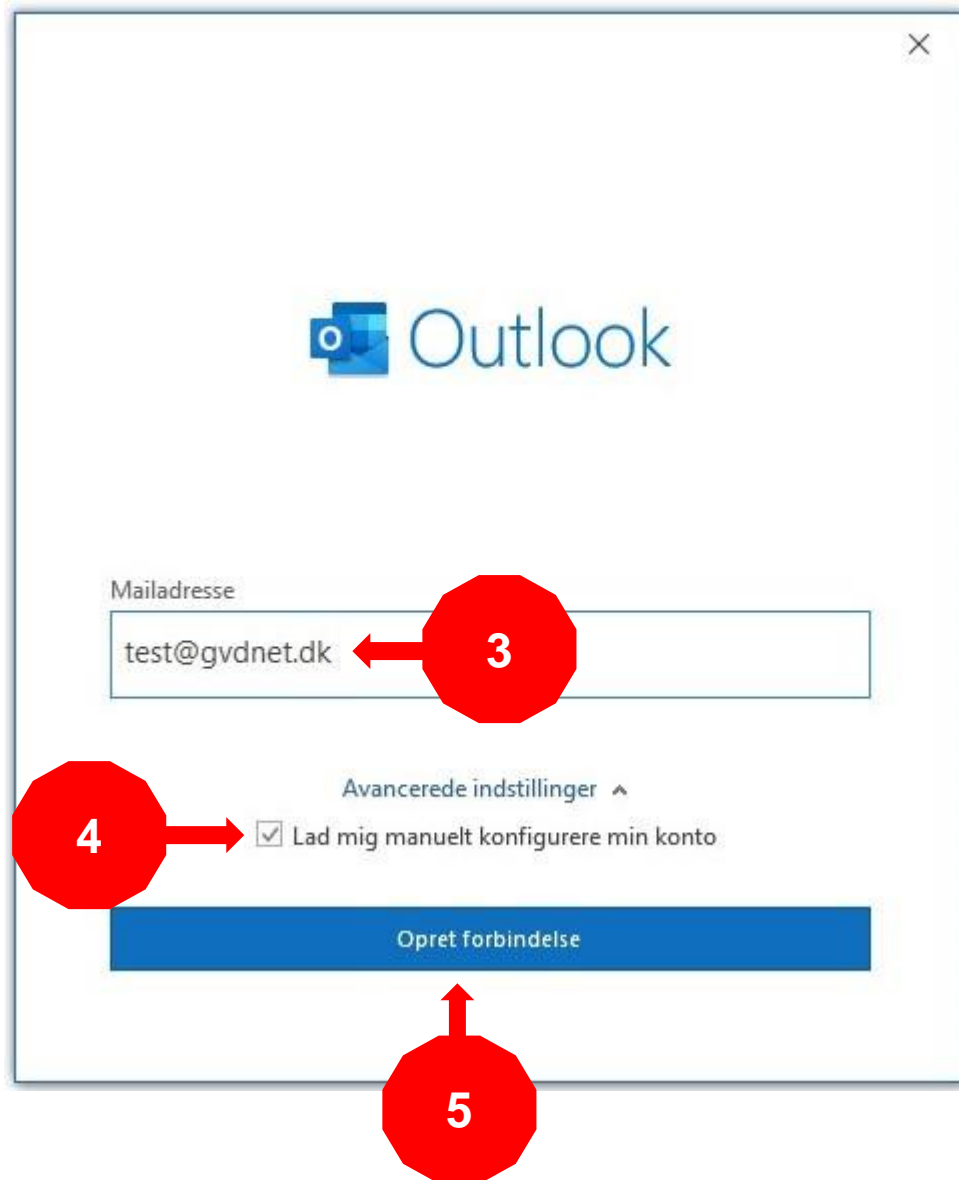 Outlook
Mailadresse
test@gvdnet.dk
3
Avancerede indstillinger
4
Lad mig manuelt konfigurere min konto
Opret forbindelse
5